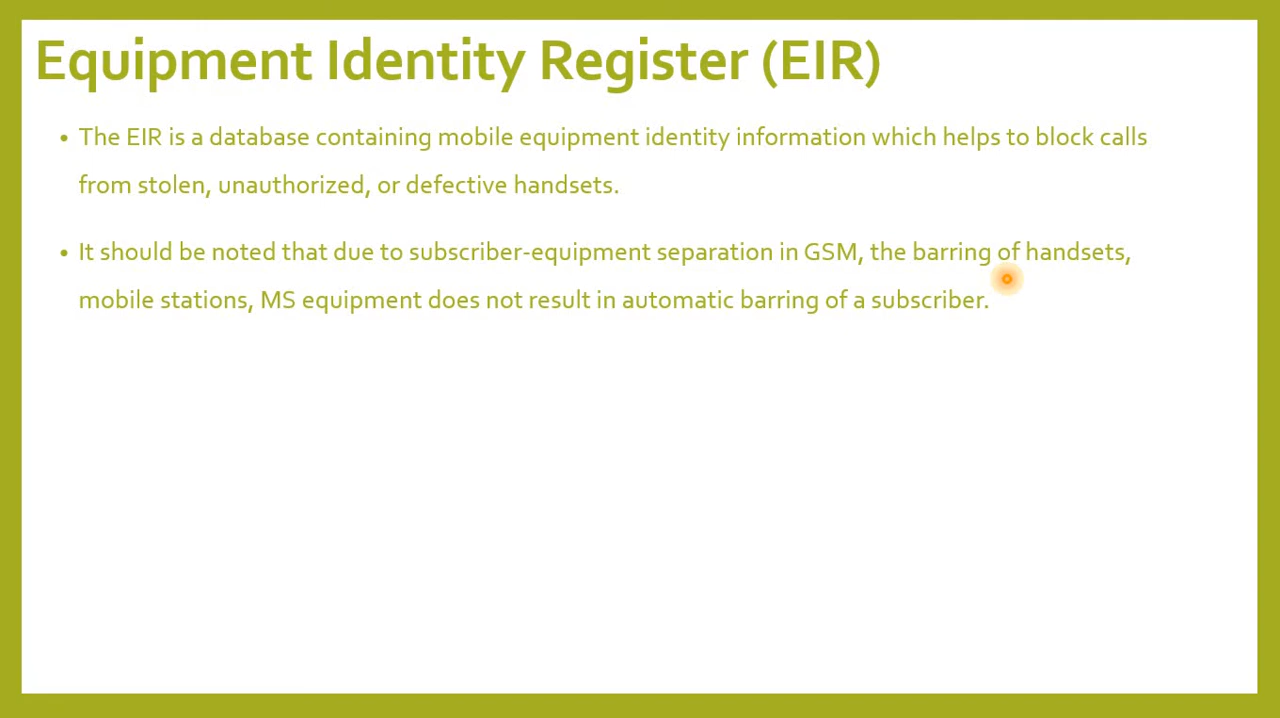 Equipment Identity Register (EIR)
• The EIR is a database containing mobile equipment identity information which helps to block calls
from stolen, unauthorized, or defective handsets.
• It should be noted that due to subscriber-equipment separation in GSM, the barring of handsets,
mobile stations, MS equipment does not result in automatic barring of a subscriber.